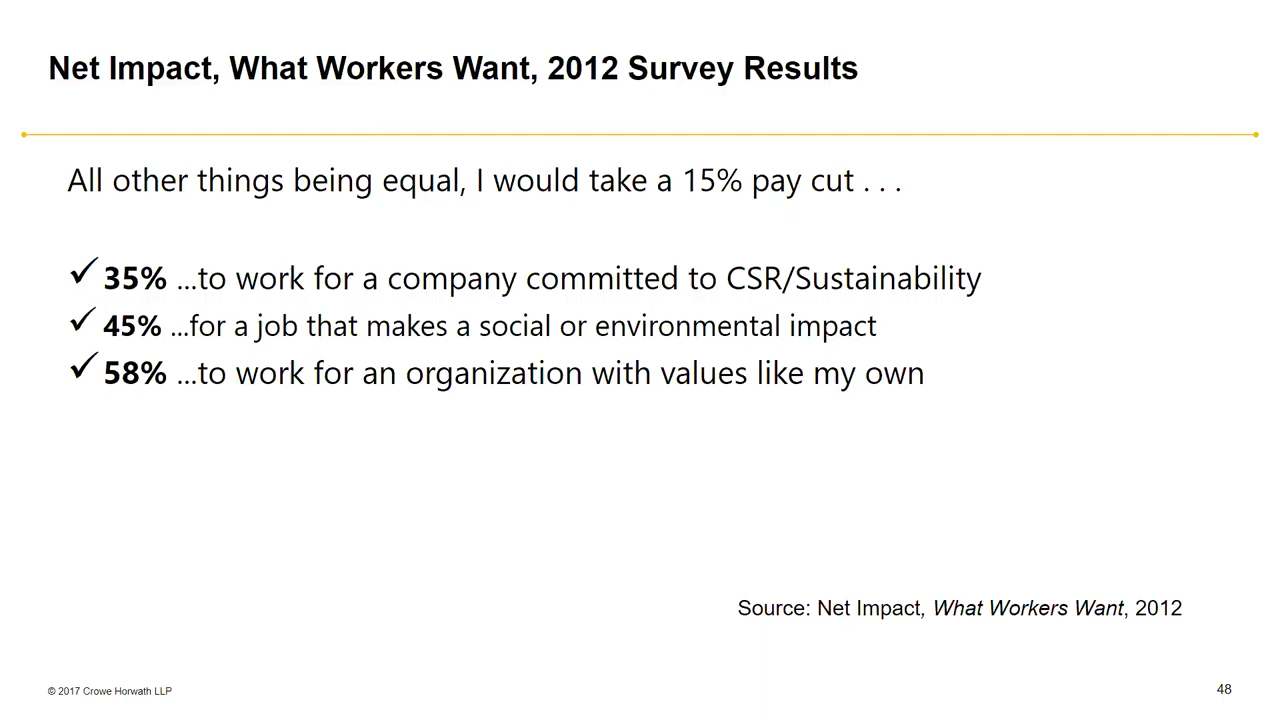 Net Impact, What Workers Want, 2012 Survey Results
All other things being equal, I would take a 15% pay cut . . .
✓ 35% ...to work for a company committed to CSR/Sustainability
✓ 45% ...for a job that makes a social or environmental impact
✓ 58% ...to work for an organization with values like my own
Source: Net Impact, What Workers Want, 2012
© 2017 Crowe Horwath LLP
48